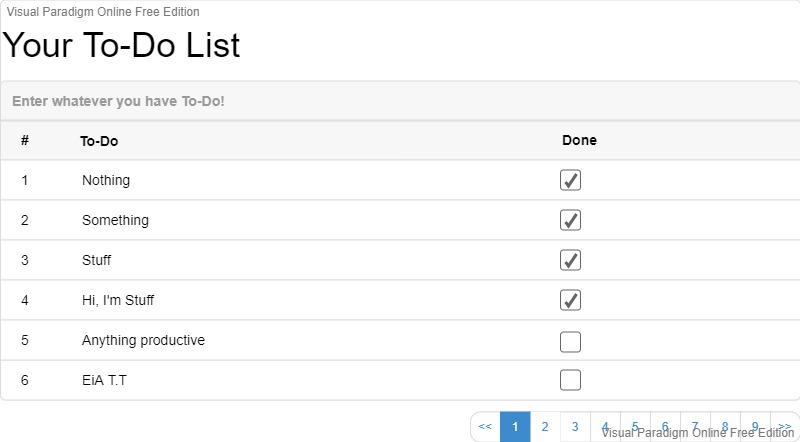 Visual Paradigm Online Free Edition
Your To-Do List
Enter whatever you have To-Do!
# To-Do Done
1 Nothing
2 Something
3 Stuff
4 Hi, I'm Stuff
5 Anything productive
6 EiA T.T
<< 1 2 3 4 5 6 7 8 9 >>
Visual Paradigm Online Free Edition